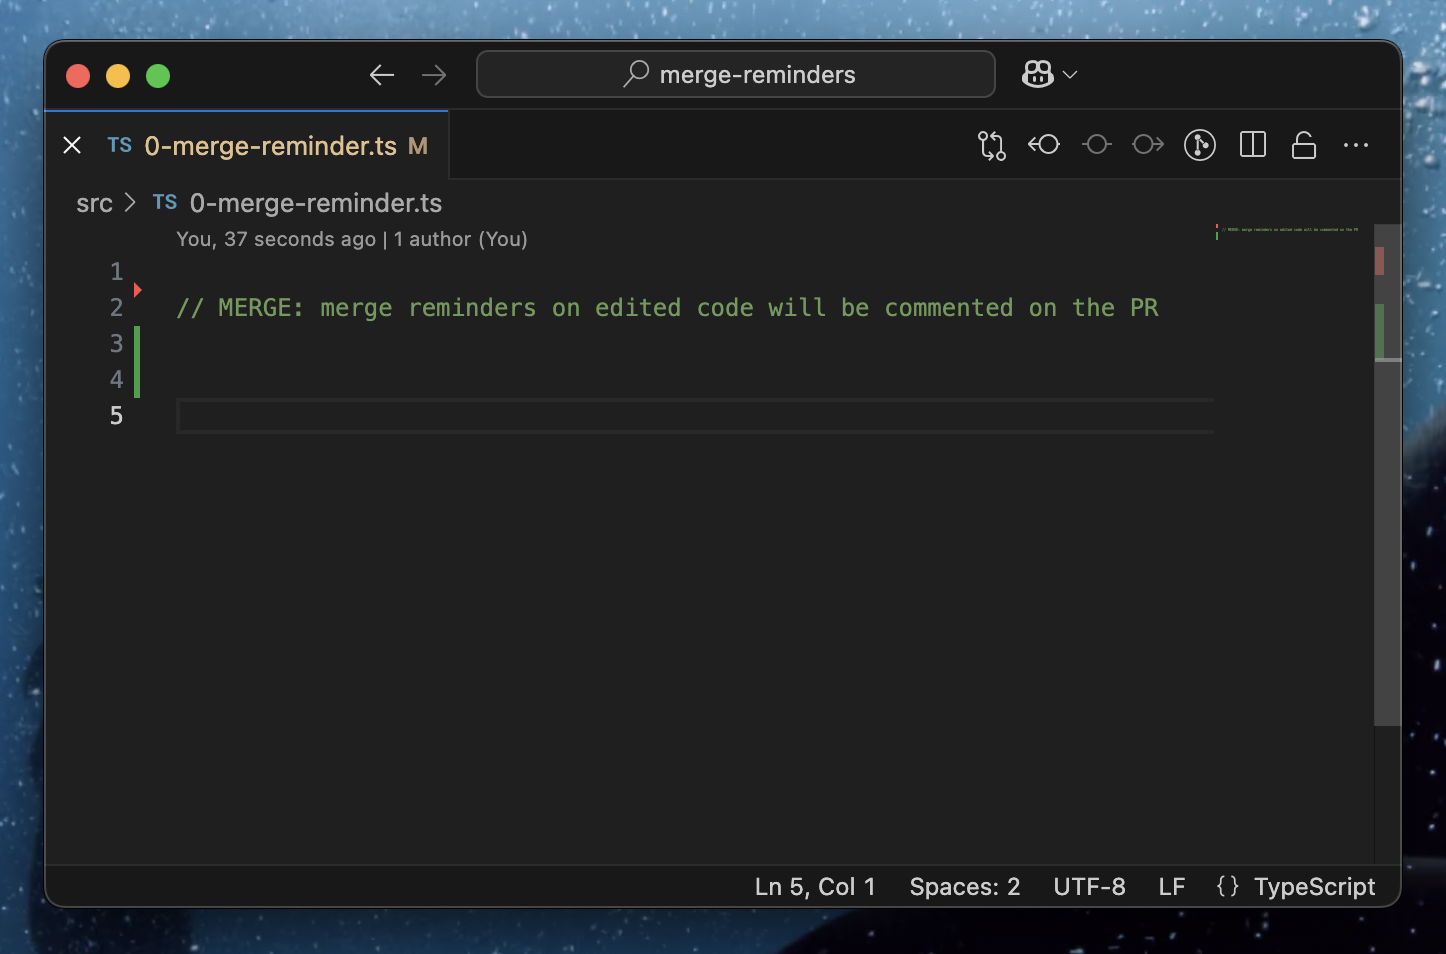 merge-reminders
TS 0-merge-reminder.ts M
src > TS 0-merge-reminder.ts
You, 37 seconds ago | 1 author (You)
1
2 // MERGE: merge reminders on edited code will be commented on the PR
3
4
5
Ln 5, Col 1 Spaces: 2 UTF-8 LF {} TypeScript